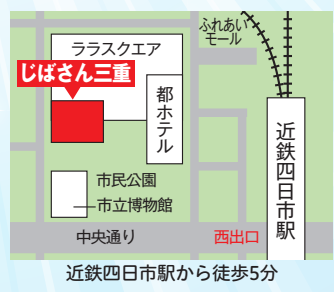 ふれあい
モール
ララスクエア
じばさん三重
都ホテル
近鉄四日市駅
市民公園
市立博物館
中央通り
西出口
近鉄四日市駅から徒歩5分